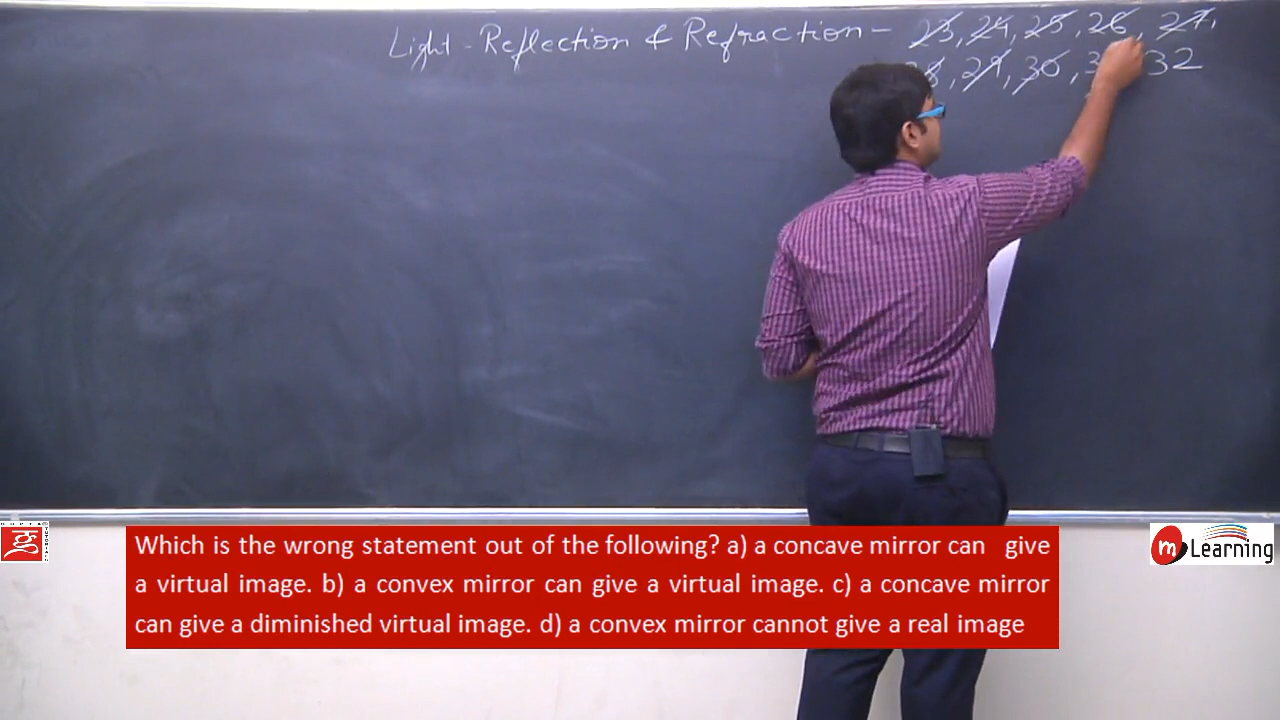 Light - Reflection & Refraction - 23, 24, 25, 26, 27,
28, 29, 30, 32
Which is the wrong statement out of the following? a) a concave mirror can give
a virtual image. b) a convex mirror can give a virtual image. c) a concave mirror
can give a diminished virtual image. d) a convex mirror cannot give a real image
m Learning